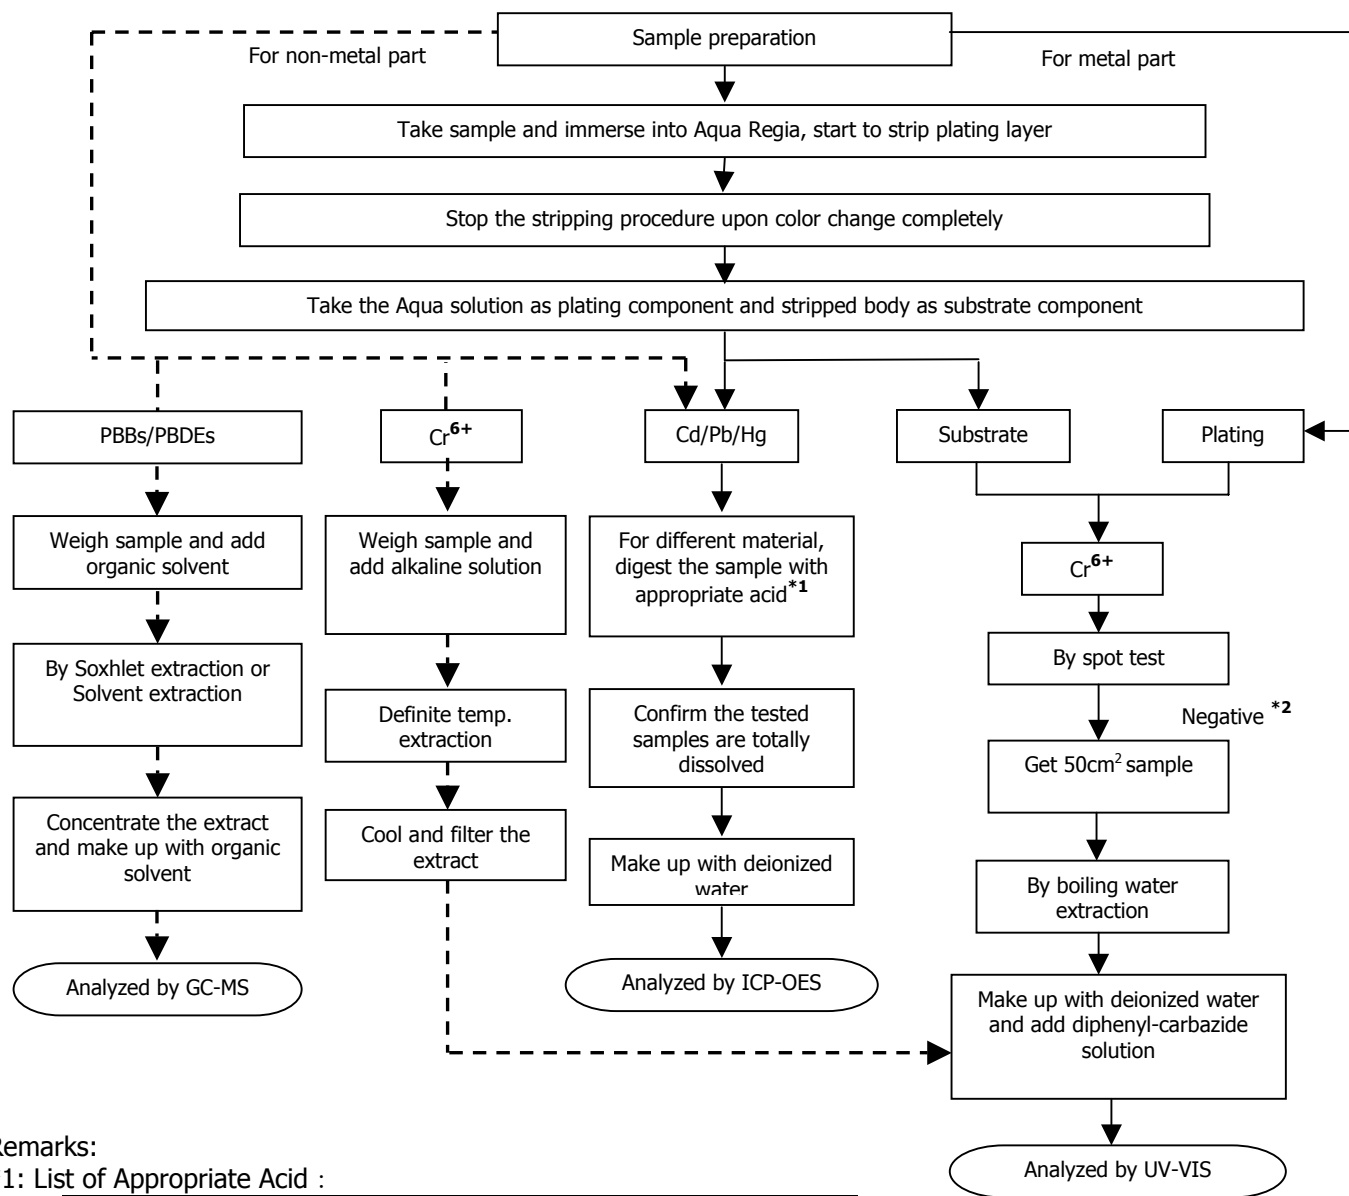 Sample preparation
For non-metal part
For metal part
Take sample and immerse into Aqua Regia, start to strip plating layer
Stop the stripping procedure upon color change completely
Take the Aqua solution as plating component and stripped body as substrate component
PBBs/PBDEs
Cr6+
Cd/Pb/Hg
Substrate
Plating
Weigh sample and add
organic solvent
Weigh sample and
add alkaline solution
For different material,
digest the sample with
appropriate acid*1
Cr6+
By Soxhlet extraction or
Solvent extraction
Definite temp.
extraction
Confirm the tested
samples are totally
dissolved
By spot test
Negative *2
Get 50cm2 sample
Concentrate the extract
and make up with organic
solvent
Cool and filter the
extract
Make up with deionized
water
By boiling water
extraction
Analyzed by GC-MS
Analyzed by ICP-OES
Make up with deionized water
and add diphenyl-carbazide
solution
Analyzed by UV-VIS
Remarks:
1: List of Appropriate Acid :